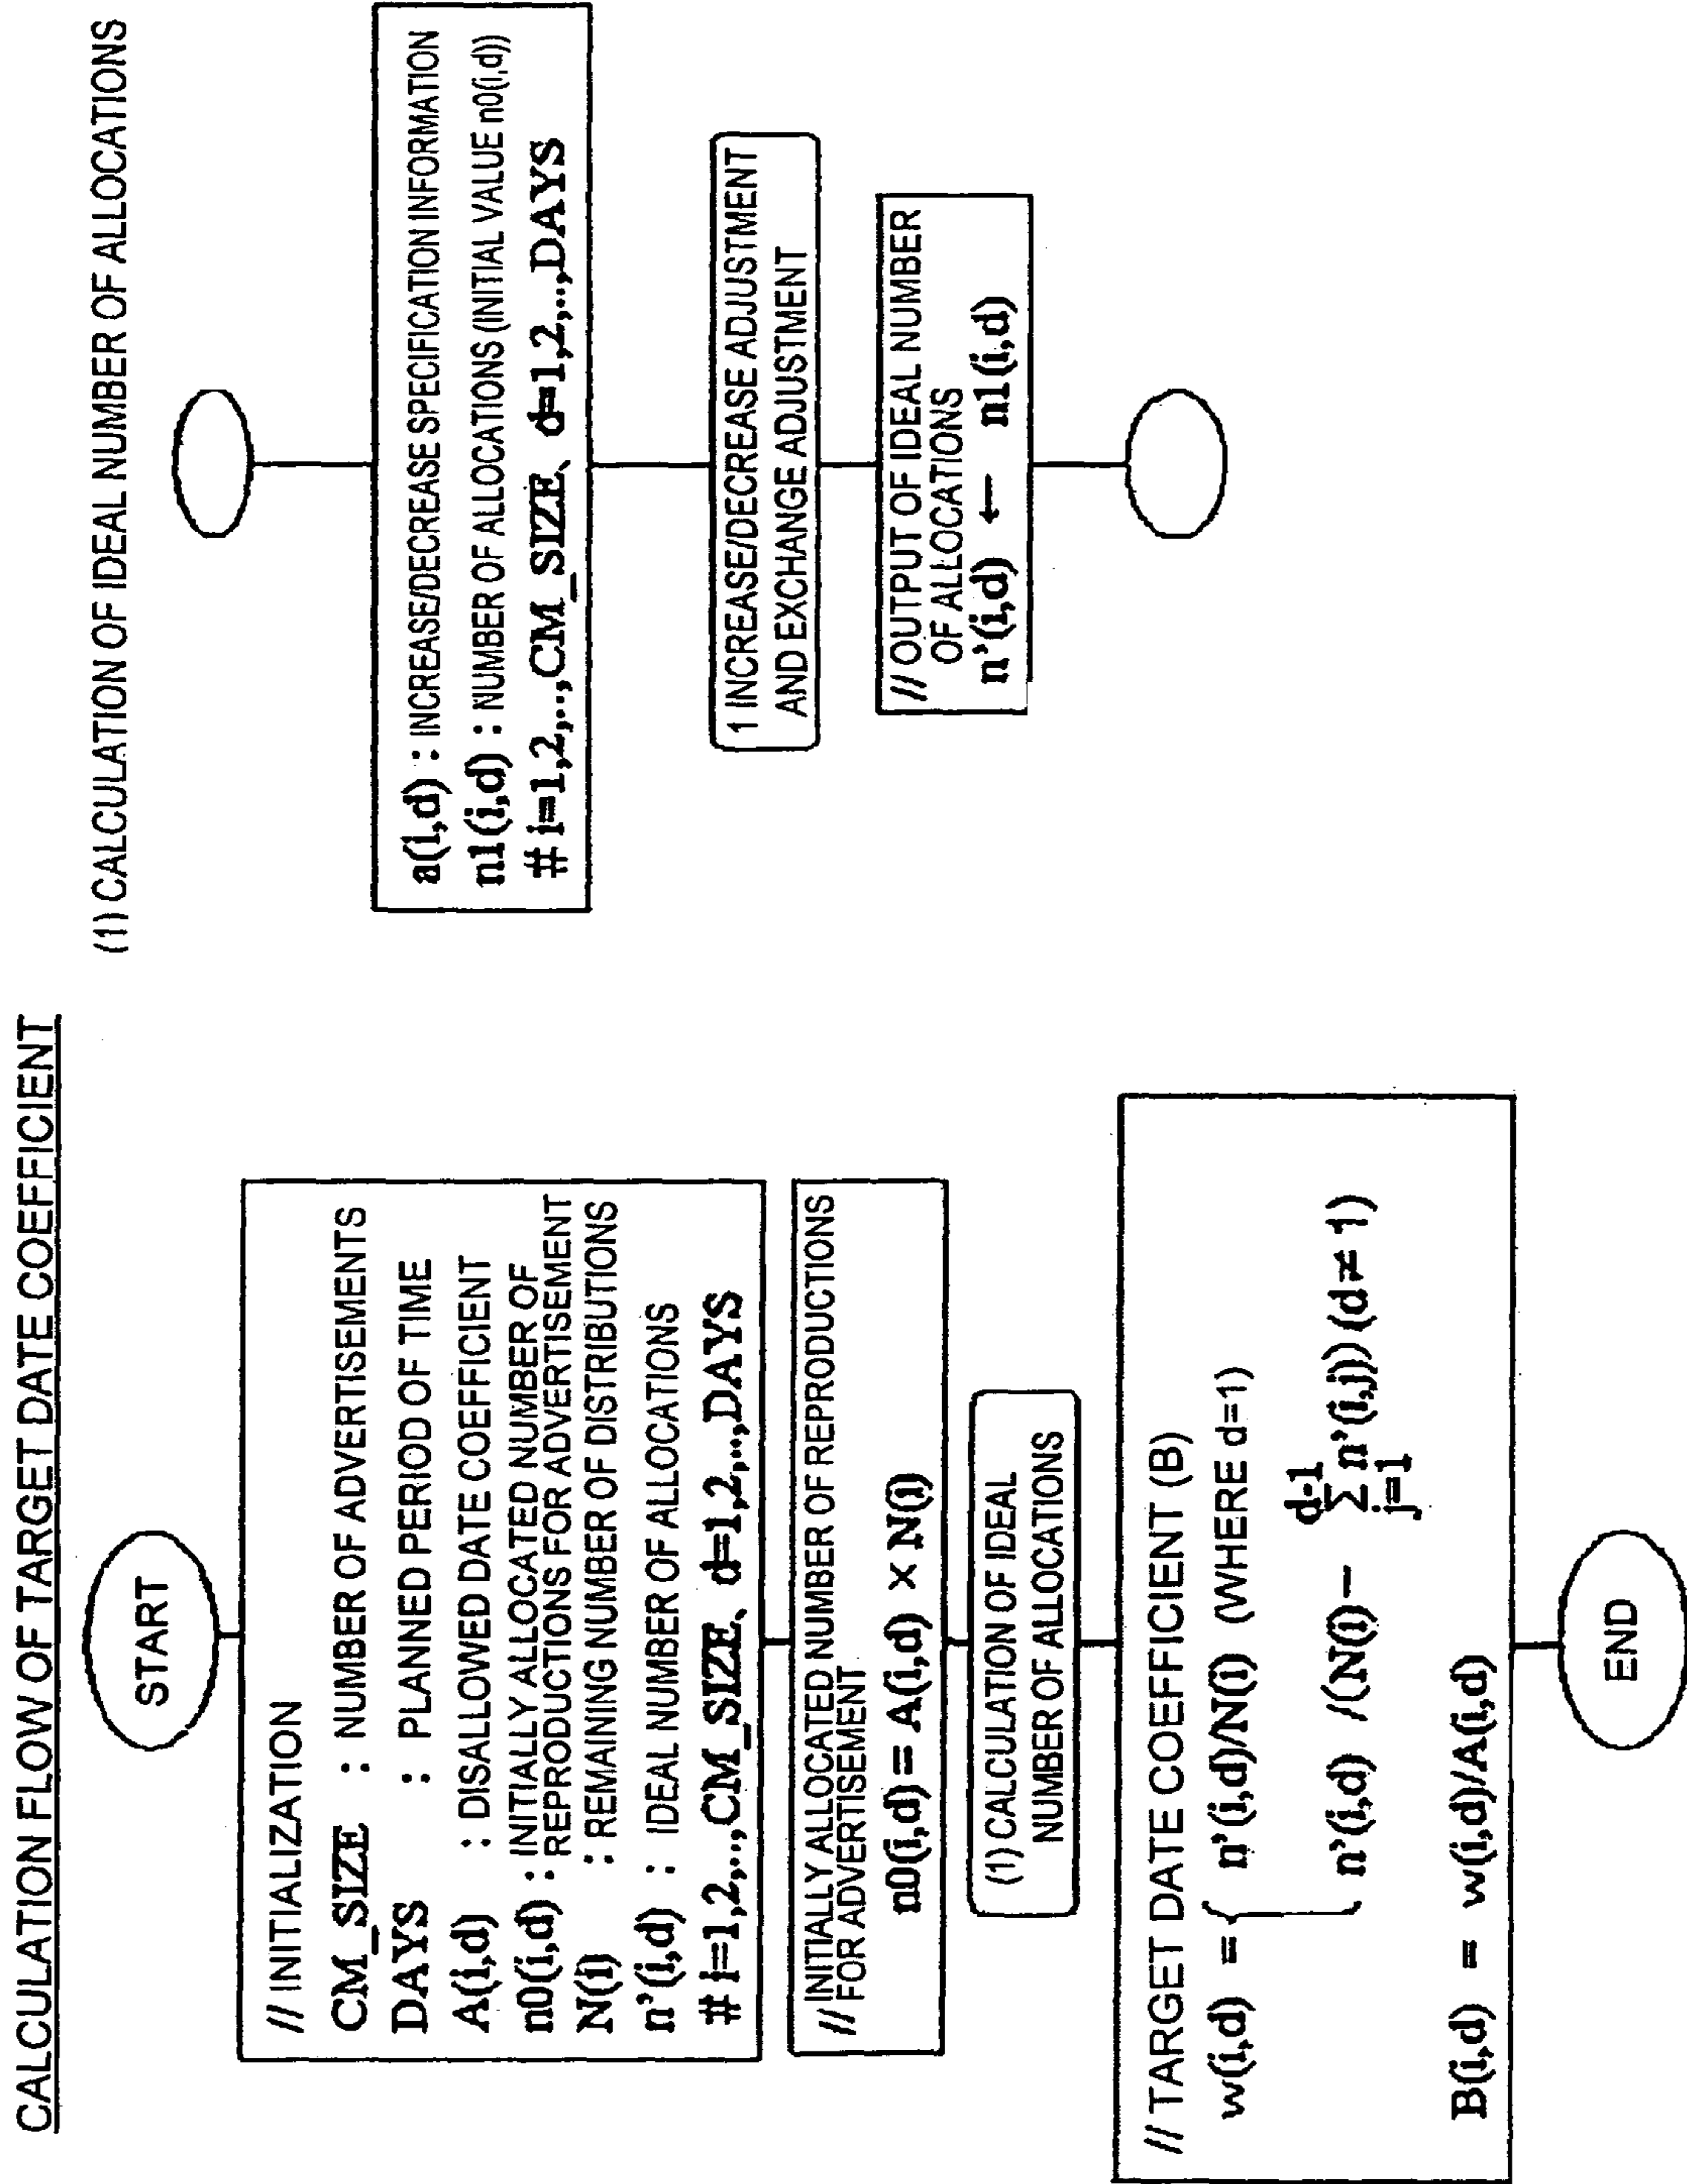 CALCULATION FLOW OF TARGET DATE COEFFICIENT
START
// INITIALIZATION
CM_SIZE : NUMBER OF ADVERTISEMENTS
DAYS : PLANNED PERIOD OF TIME
A(i,d) : DISALLOWED DATE COEFFICIENT
n0(i,d) : INITIALLY ALLOCATED NUMBER OF
REPRODUCTIONS FOR ADVERTISEMENT
N(i) : REMAINING NUMBER OF DISTRIBUTIONS
n'(i,d) : IDEAL NUMBER OF ALLOCATIONS
# i=1,2,..,CM_SIZE、d=1,2,..,DAYS
// INITIALLY ALLOCATED NUMBER OF REPRODUCTIONS
FOR ADVERTISEMENT
n0(i,d) = A(i,d) × N(i)
(1) CALCULATION OF IDEAL
NUMBER OF ALLOCATIONS
// TARGET DATE COEFFICIENT (B)
w(i,d) = { n'(i,d)/N(i) (WHERE d=1)
n'(i,d) /(N(i)− d-1 Σ j=1 n'(i,j)) (d≠1)
B(i,d) = w(i,d)/A(i,d)
END
(1) CALCULATION OF IDEAL NUMBER OF ALLOCATIONS
a(i,d) : INCREASE/DECREASE SPECIFICATION INFORMATION
n1(i,d) : NUMBER OF ALLOCATIONS (INITIAL VALUE n0(i,d))
# i=1,2,..,CM_SIZE、d=1,2,..,DAYS
1 INCREASE/DECREASE ADJUSTMENT
AND EXCHANGE ADJUSTMENT
// OUTPUT OF IDEAL NUMBER
OF ALLOCATIONS
n'(i,d) ← n1(i,d)